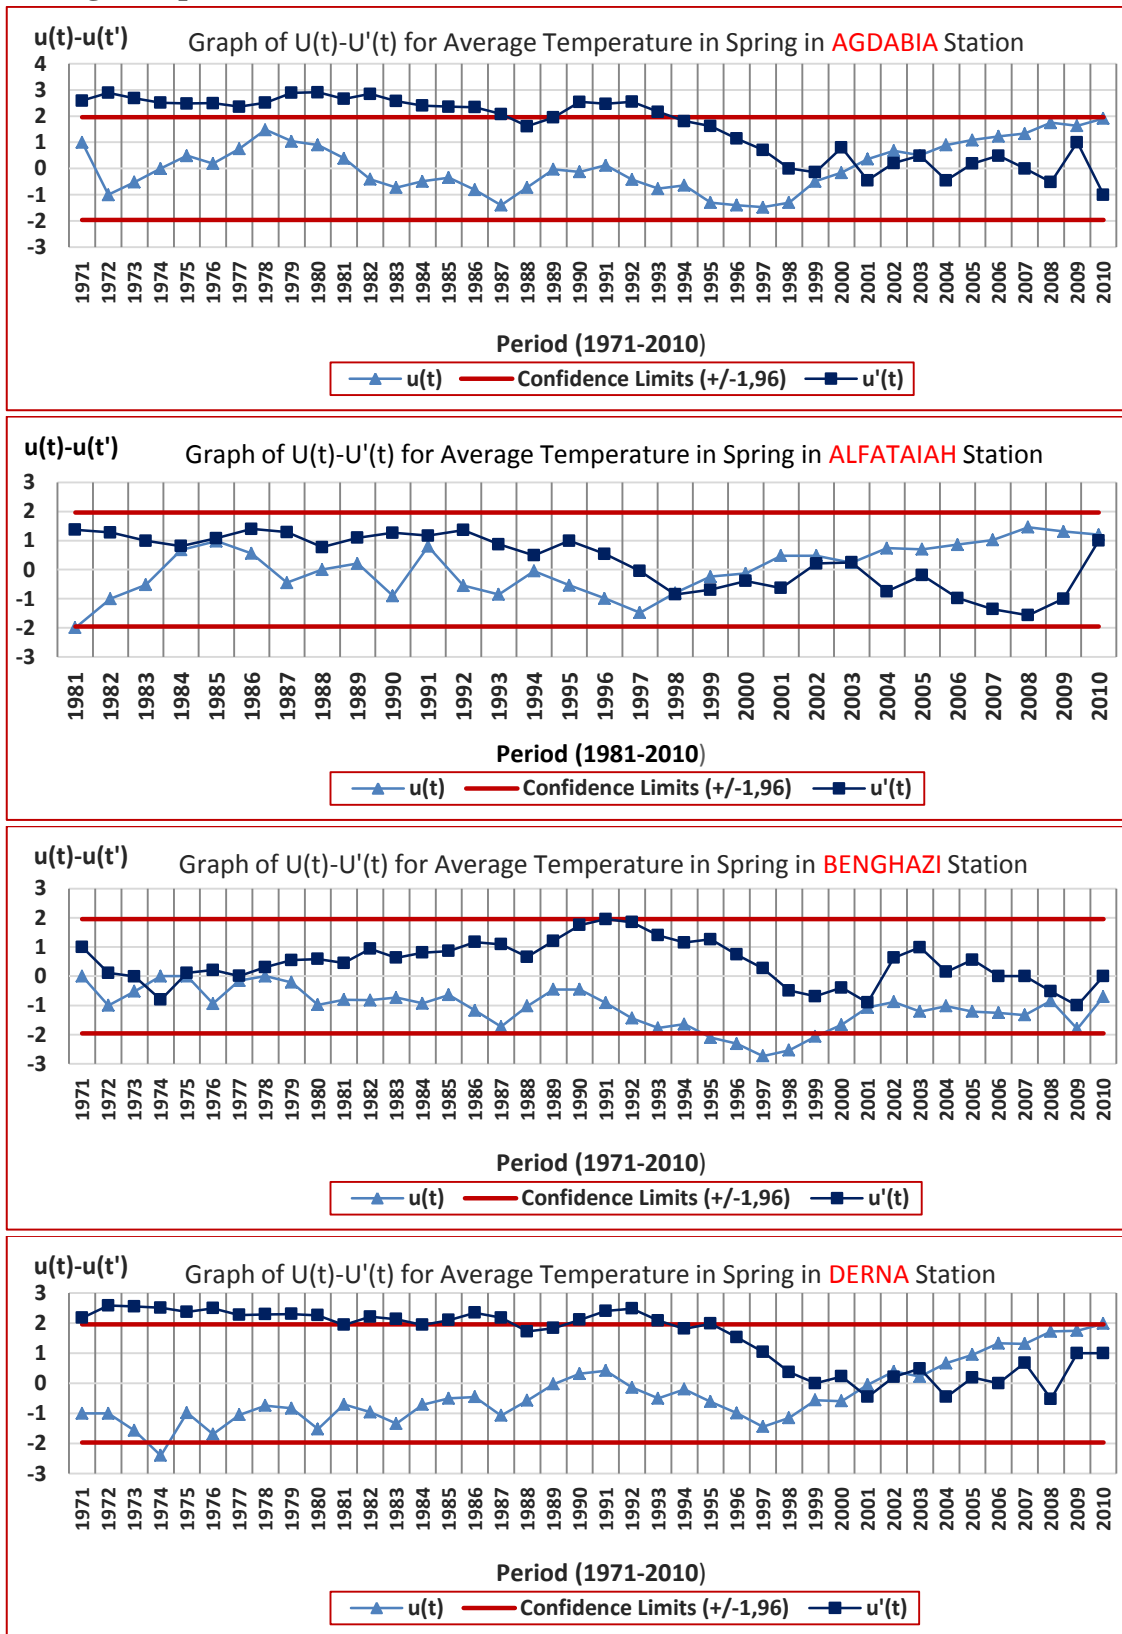 u(t)-u(t')
Graph of U(t)-U'(t) for Average Temperature in Spring in AGDABIA Station
4
3
2
1
0
-1
-2
-3
1971 1972 1973 1974 1975 1976 1977 1978 1979 1980 1981 1982 1983 1984 1985 1986 1987 1988 1989 1990 1991 1992 1993 1994 1995 1996 1997 1998 1999 2000 2001 2002 2003 2004 2005 2006 2007 2008 2009 2010
Period (1971-2010)
u(t) Confidence Limits (+/-1,96) u'(t)
u(t)-u(t')
Graph of U(t)-U'(t) for Average Temperature in Spring in ALFATAIAH Station
3
2
1
0
-1
-2
-3
1981 1982 1983 1984 1985 1986 1987 1988 1989 1990 1991 1992 1993 1994 1995 1996 1997 1998 1999 2000 2001 2002 2003 2004 2005 2006 2007 2008 2009 2010
Period (1981-2010)
u(t) Confidence Limits (+/-1,96) u'(t)
u(t)-u(t')
Graph of U(t)-U'(t) for Average Temperature in Spring in BENGHAZI Station
3
2
1
0
-1
-2
-3
1971 1972 1973 1974 1975 1976 1977 1978 1979 1980 1981 1982 1983 1984 1985 1986 1987 1988 1989 1990 1991 1992 1993 1994 1995 1996 1997 1998 1999 2000 2001 2002 2003 2004 2005 2006 2007 2008 2009 2010
Period (1971-2010)
u(t) Confidence Limits (+/-1,96) u'(t)
u(t)-u(t')
Graph of U(t)-U'(t) for Average Temperature in Spring in DERNA Station
3
2
1
0
-1
-2
-3
1971 1972 1973 1974 1975 1976 1977 1978 1979 1980 1981 1982 1983 1984 1985 1986 1987 1988 1989 1990 1991 1992 1993 1994 1995 1996 1997 1998 1999 2000 2001 2002 2003 2004 2005 2006 2007 2008 2009 2010
Period (1971-2010)
u(t) Confidence Limits (+/-1,96) u'(t)